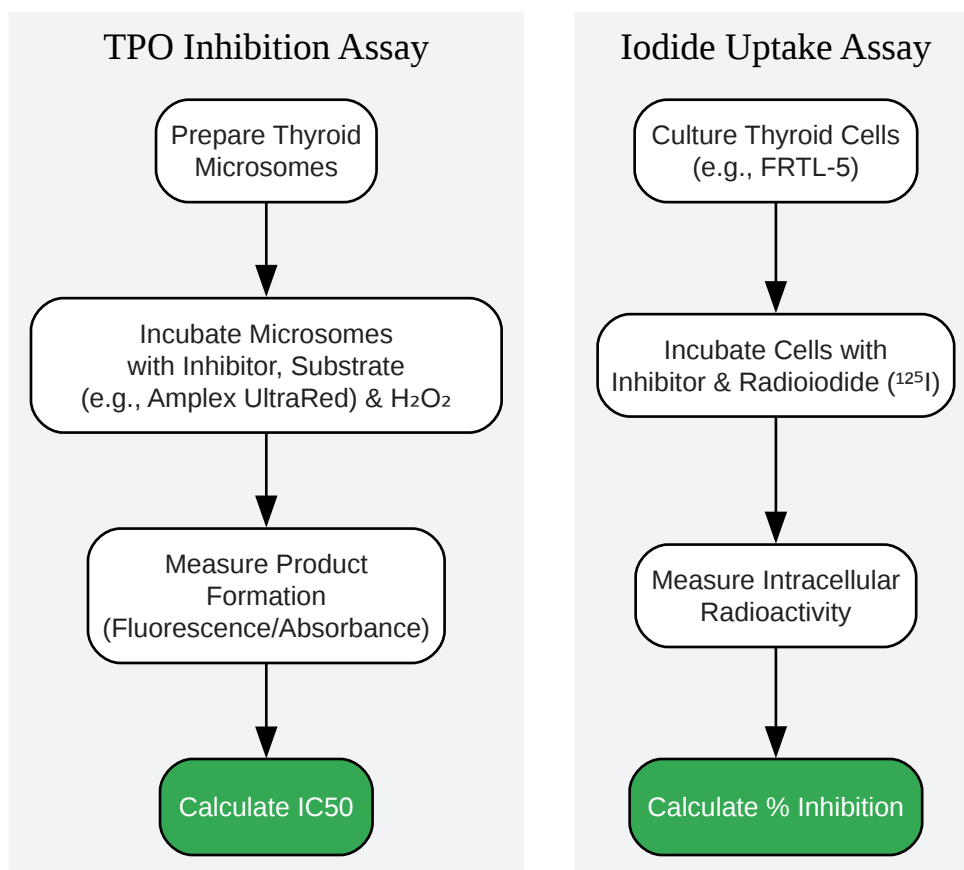 TPO Inhibition Assay
Prepare Thyroid
Microsomes
Incubate Microsomes
with Inhibitor, Substrate
(e.g., Amplex UltraRed) & H₂O₂
Measure Product
Formation
(Fluorescence/Absorbance)
Calculate IC50
Iodide Uptake Assay
Culture Thyroid Cells
(e.g., FRTL-5)
Incubate Cells with
Inhibitor & Radioiodide (¹²⁵I)
Measure Intracellular
Radioactivity
Calculate % Inhibition